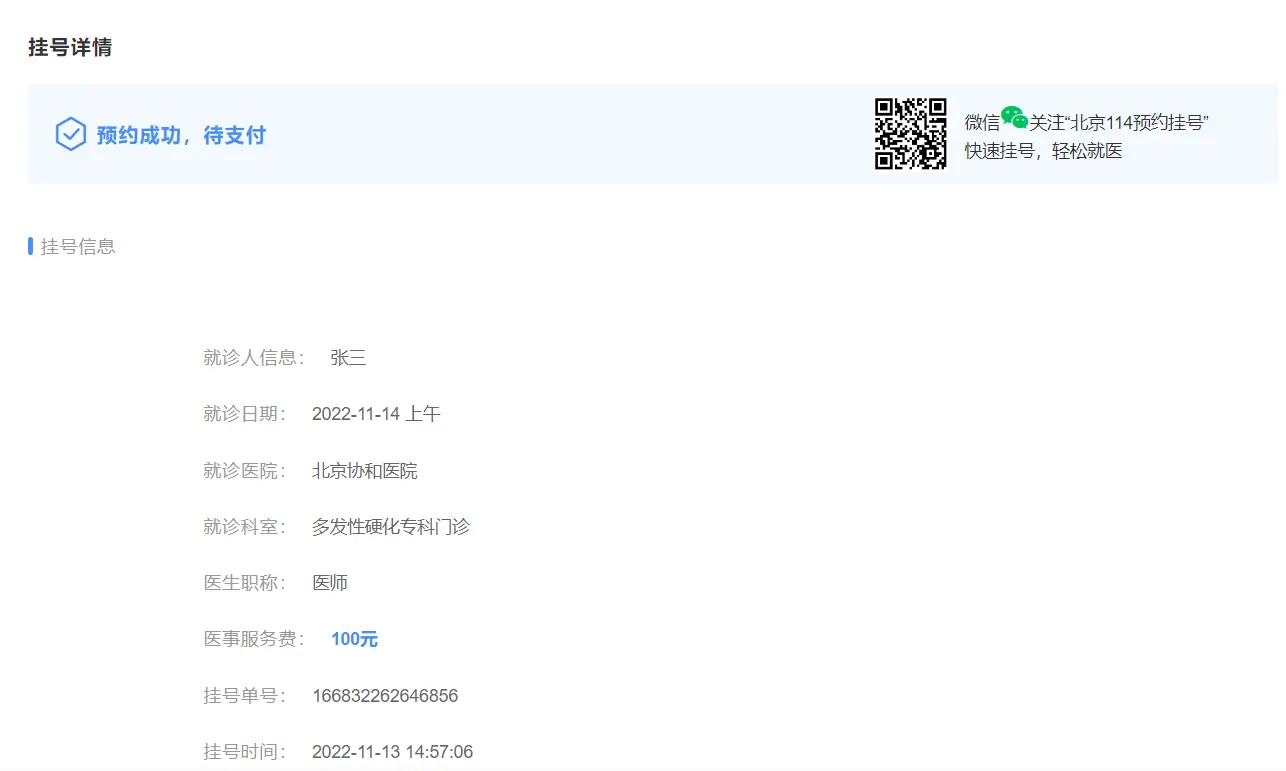 挂号详情
预约成功，待支付
微信关注“北京114预约挂号”
快速挂号，轻松就医
挂号信息
就诊人信息： 张三
就诊日期： 2022-11-14 上午
就诊医院： 北京协和医院
就诊科室： 多发性硬化专科门诊
医生职称： 医师
医事服务费： 100元
挂号单号： 166832262646856
挂号时间： 2022-11-13 14:57:06